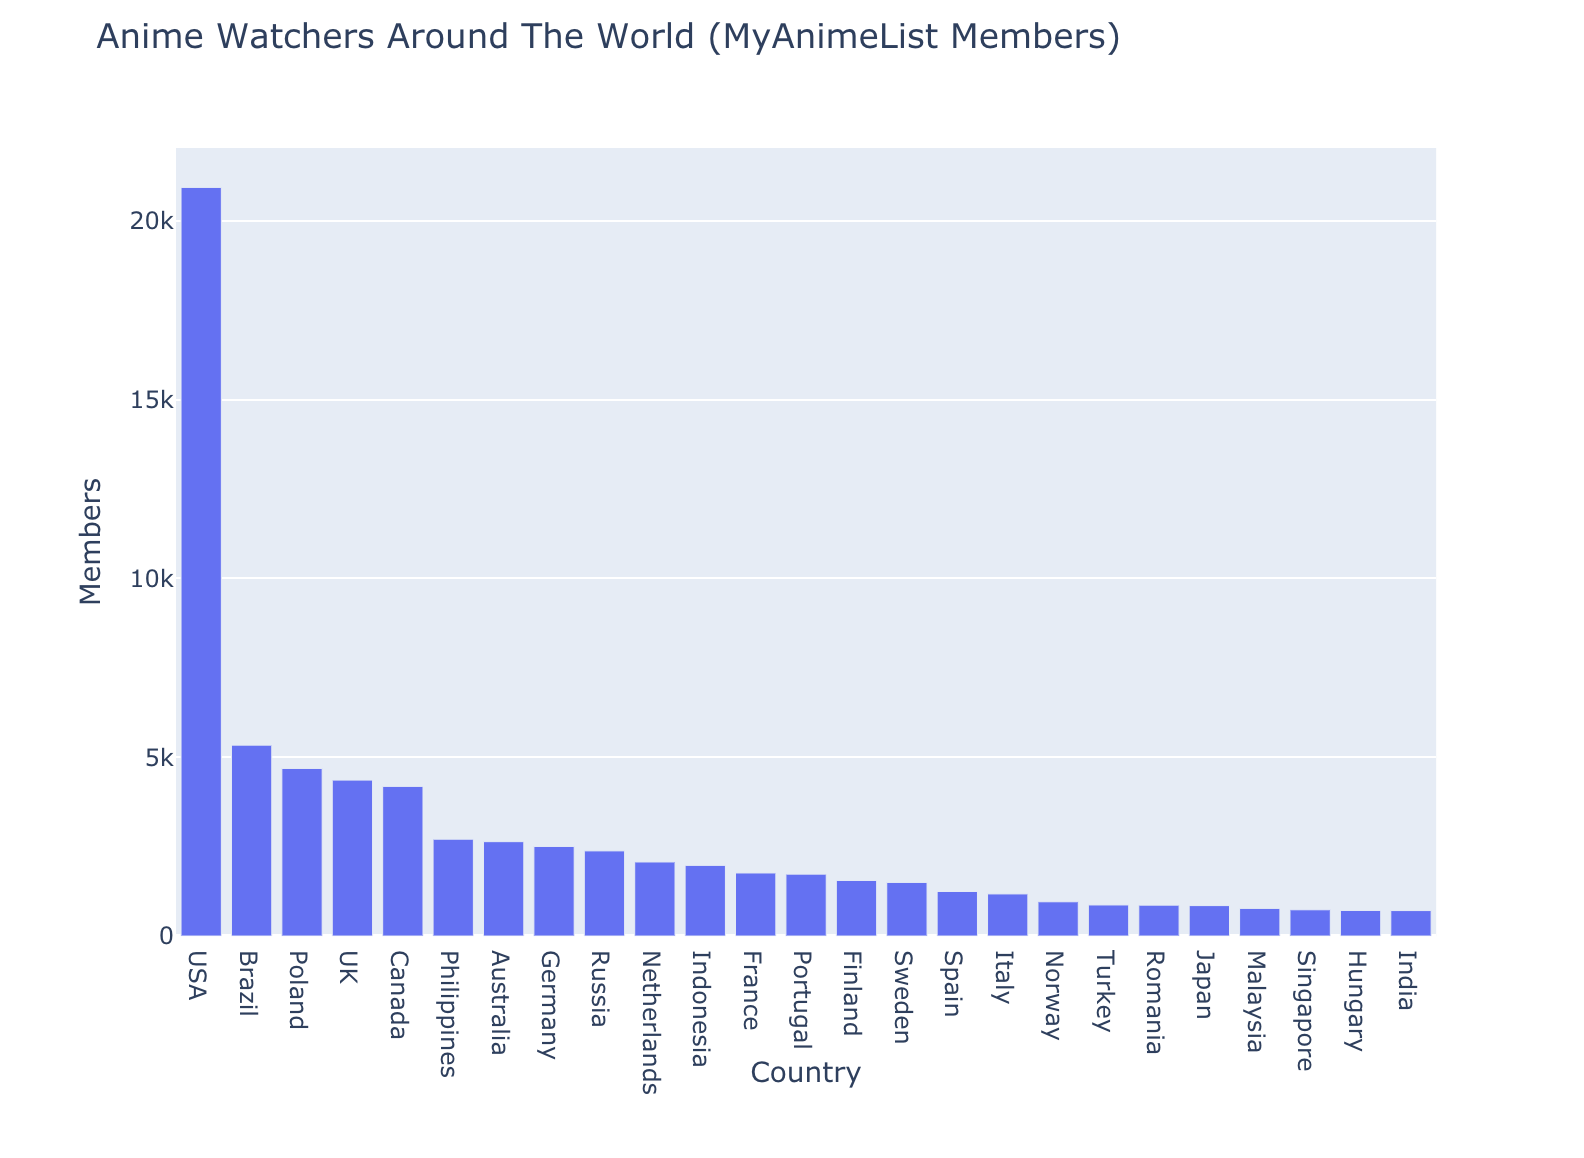 Anime Watchers Around The World (MyAnimeList Members)
20k
15k
10k
5k
0
Members
USA
Brazil
Poland
UK
Canada
Philippines
Australia
Germany
Russia
Netherlands
Indonesia
France
Portugal
Finland
Sweden
Spain
Italy
Norway
Turkey
Romania
Japan
Malaysia
Singapore
Hungary
India
Country